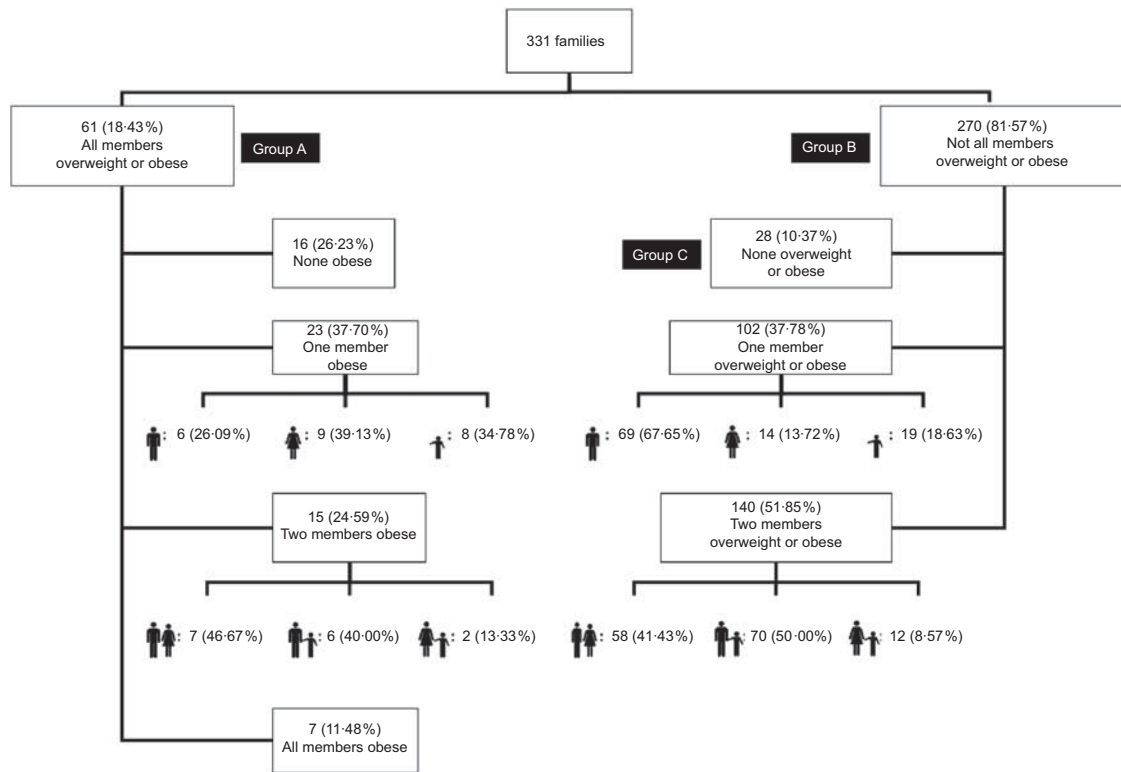 331 families
61 (18·43%)
All members
overweight or obese
Group A
Group B
270 (81·57%)
Not all members
overweight or obese
16 (26·23%)
None obese
Group C
28 (10·37%)
None overweight
or obese
23 (37·70%)
One member
obese
102 (37·78%)
One member
overweight or obese
: 6 (26·09%)
: 9 (39·13%)
: 8 (34·78%)
: 69 (67·65%)
: 14 (13·72%)
: 19 (18·63%)
15 (24·59%)
Two members obese
140 (51·85%)
Two members
overweight or obese
: 7 (46·67%)
: 6 (40·00%)
: 2 (13·33%)
: 58 (41·43%)
: 70 (50·00%)
: 12 (8·57%)
7 (11·48%)
All members obese